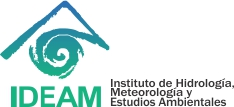 IDEAM
Instituto de Hidrología,
Meteorología y
Estudios Ambientales